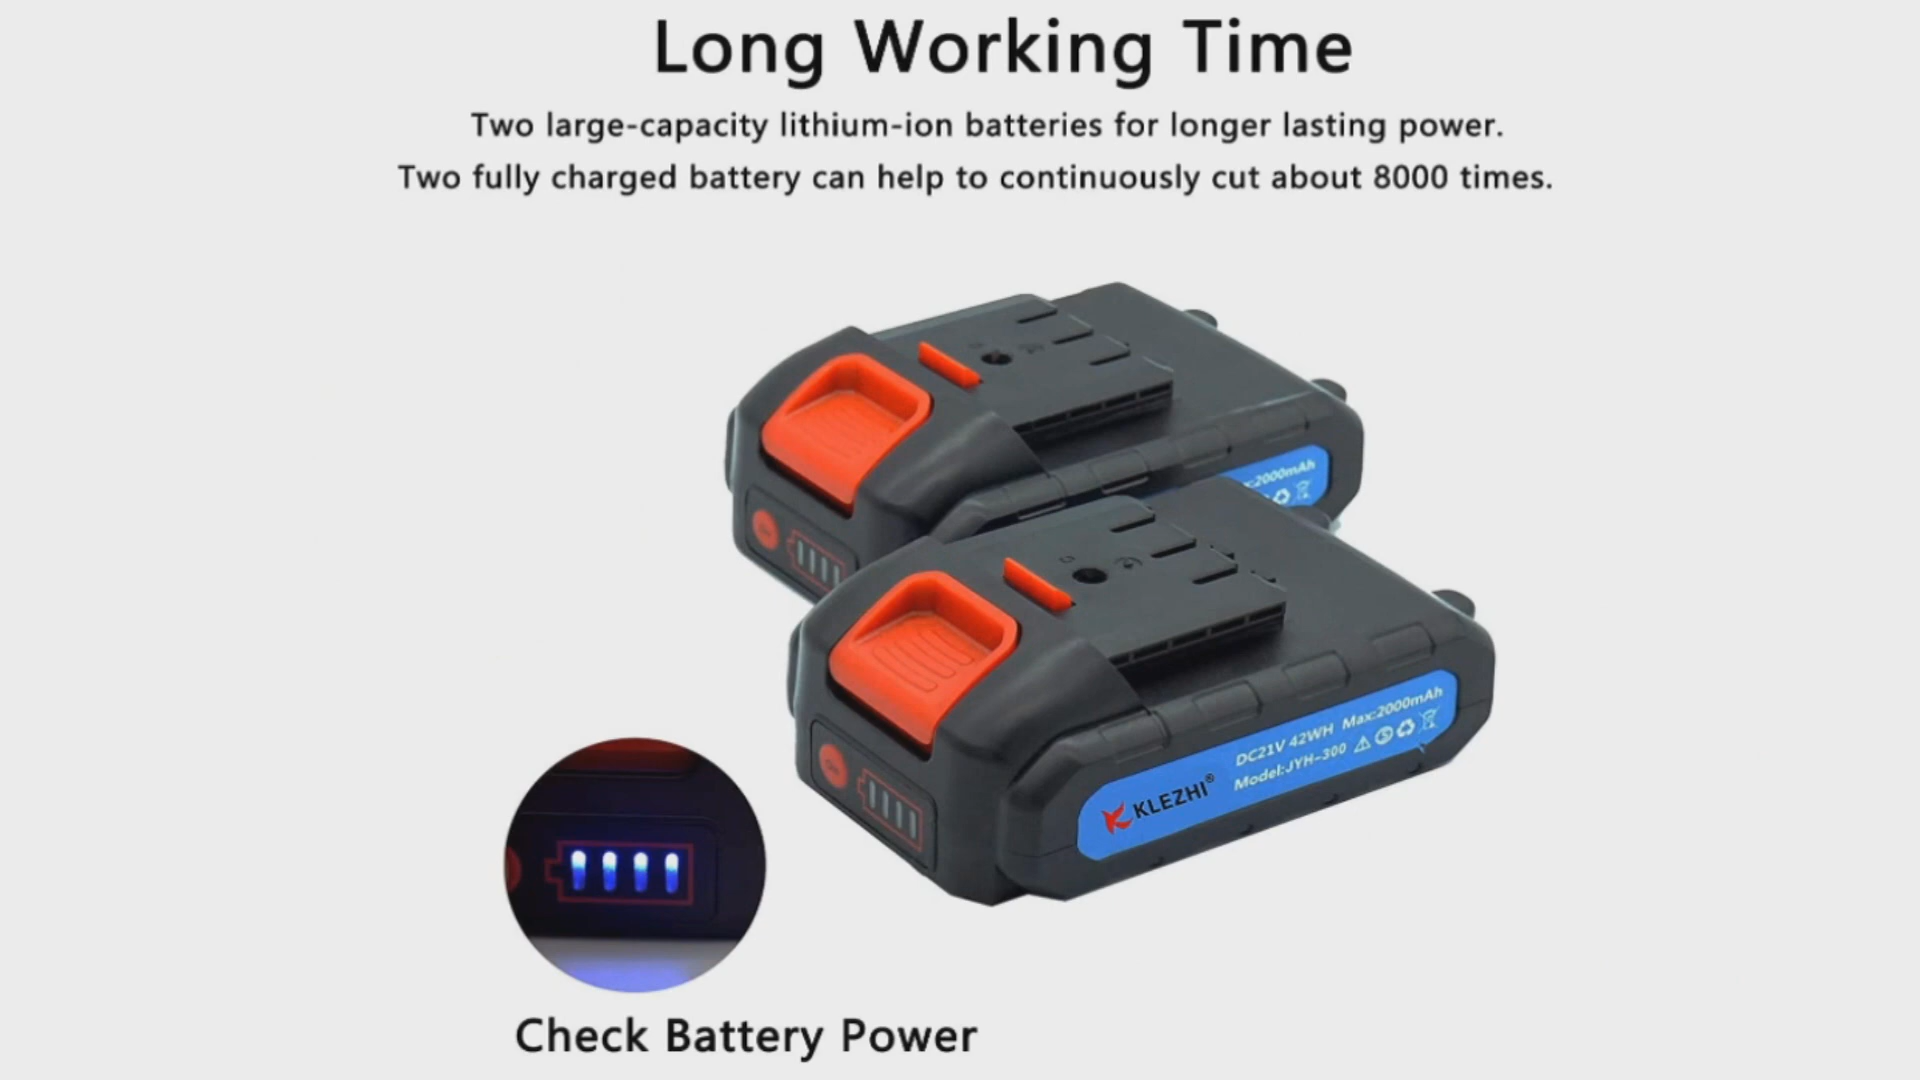 Long Working Time
Two large-capacity lithium-ion batteries for longer lasting power.
Two fully charged battery can help to continuously cut about 8000 times.
2000mAh
DC21V 42WH Max:2000mAh
Model:JYH-300
KLEZHI®
Check Battery Power